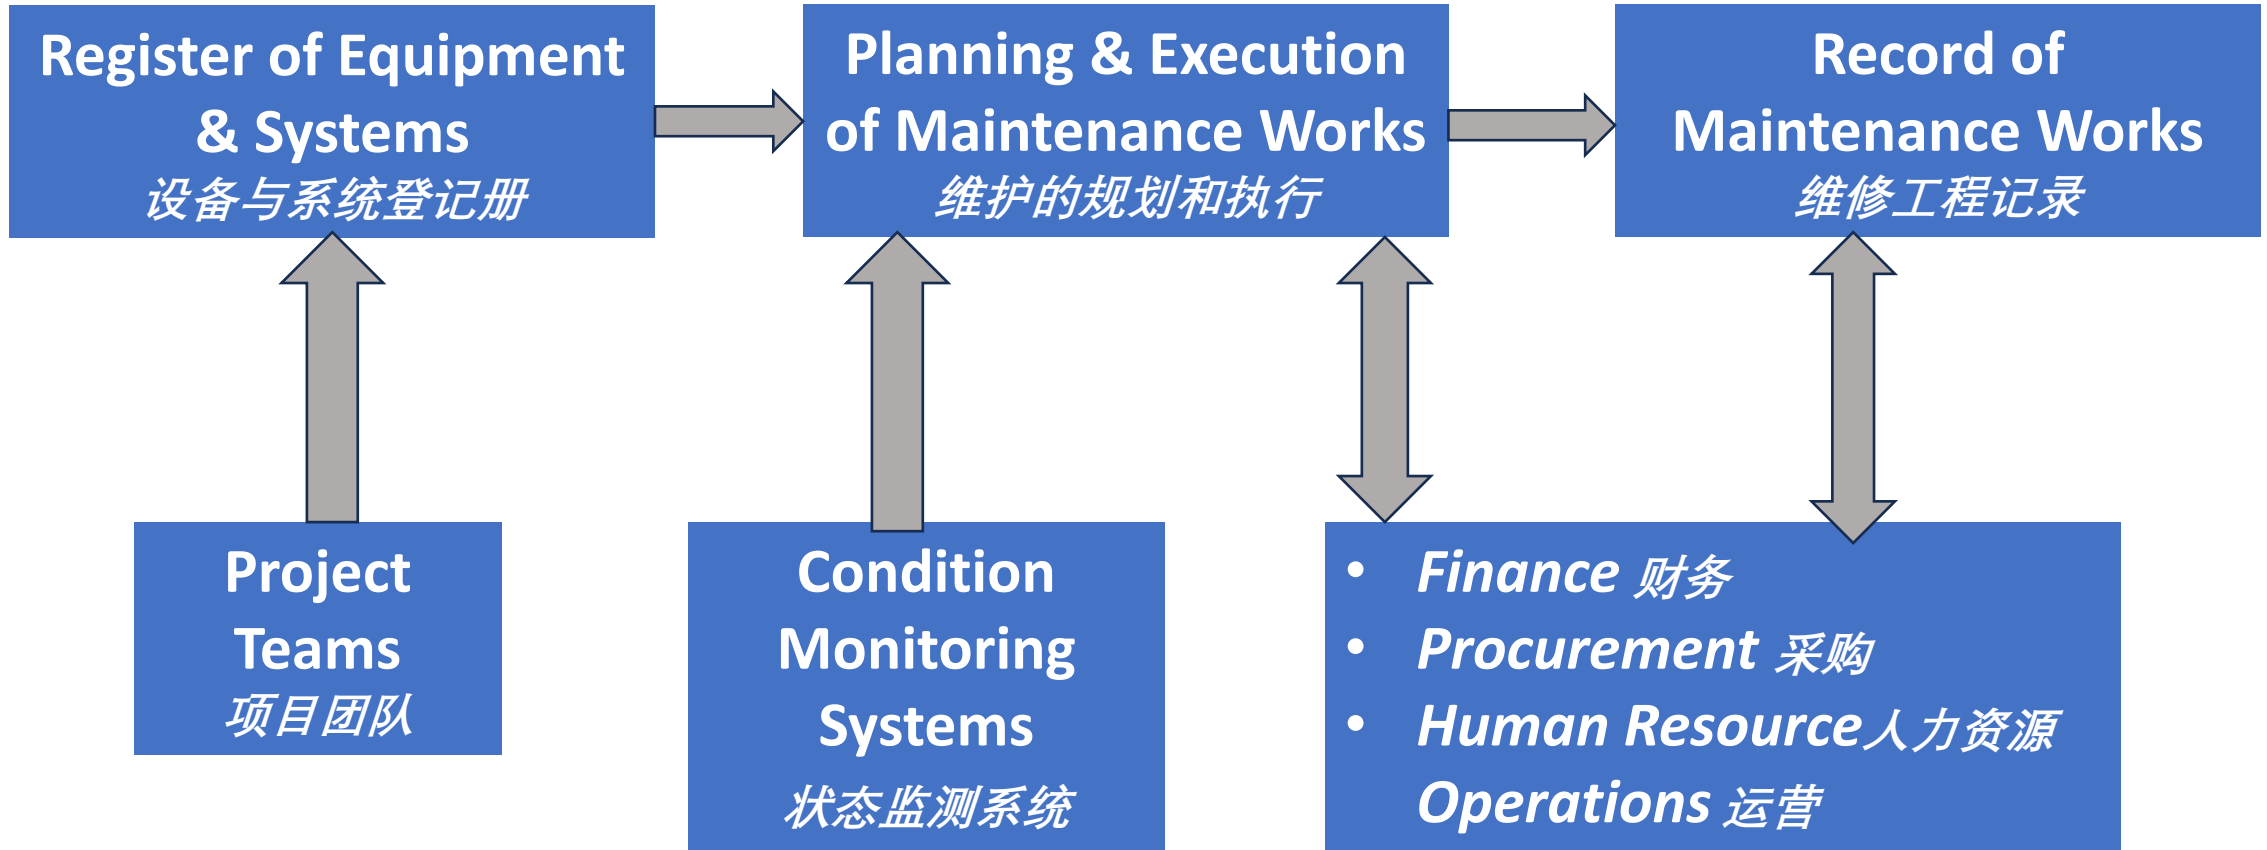 Register of Equipment
& Systems
设备与系统登记册
Planning & Execution
of Maintenance Works
维护的规划和执行
Record of
Maintenance Works
维修工程记录
Project
Teams
项目团队
Condition
Monitoring
Systems
状态监测系统
• Finance 财务
• Procurement 采购
• Human Resource人力资源
Operations 运营